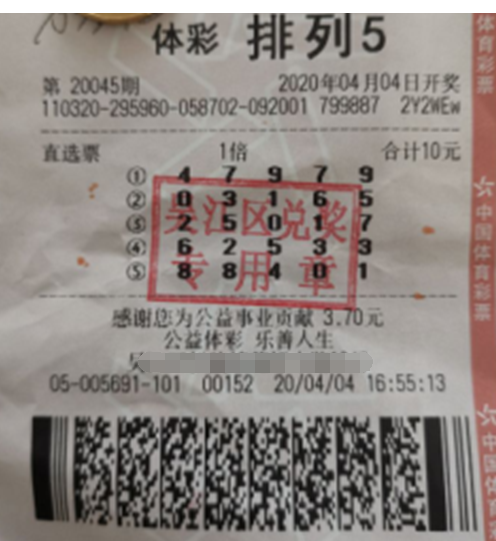 体彩 排列5
第 20045期 2020年04月04日开奖
110320-295960-058702-092001 799887 2Y2WEw
直选票 1倍 合计10元
① 4 7 9 7 9
② 0 3 1 6 5
③ 2 5 0 1 7
④ 6 2 5 3 3
⑤ 8 8 4 0 1
吴江区兑奖
专用章
感谢您为公益事业贡献 3.70元
公益体彩 乐善人生
05-005691-101 00152 20/04/04 16:55:13
体育彩票
中国体育彩票
中国体